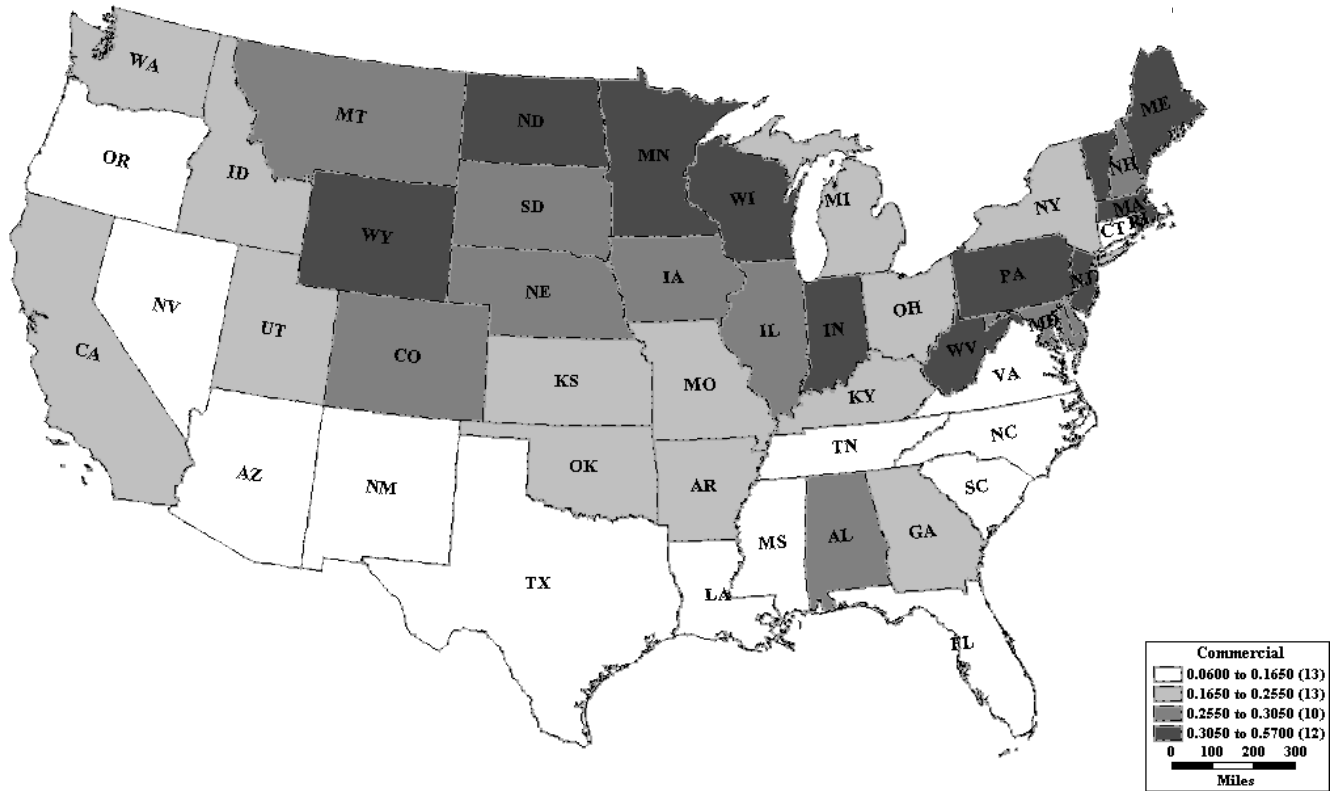 WA
MT
ND
MN
ME
OR
ID
SD
WI
MI
NH
NY
MA
WY
CT RI
IA
PA
NE
NJ
NV
UT
IL
IN
OH
MD
CO
WV
CA
KS
MO
VA
KY
NC
TN
AZ
NM
OK
AR
SC
MS
AL
GA
TX
LA
FL
Commercial
0.0600 to 0.1650 (13)
0.1650 to 0.2550 (13)
0.2550 to 0.3050 (10)
0.3050 to 0.5700 (12)
0 100 200 300
Miles